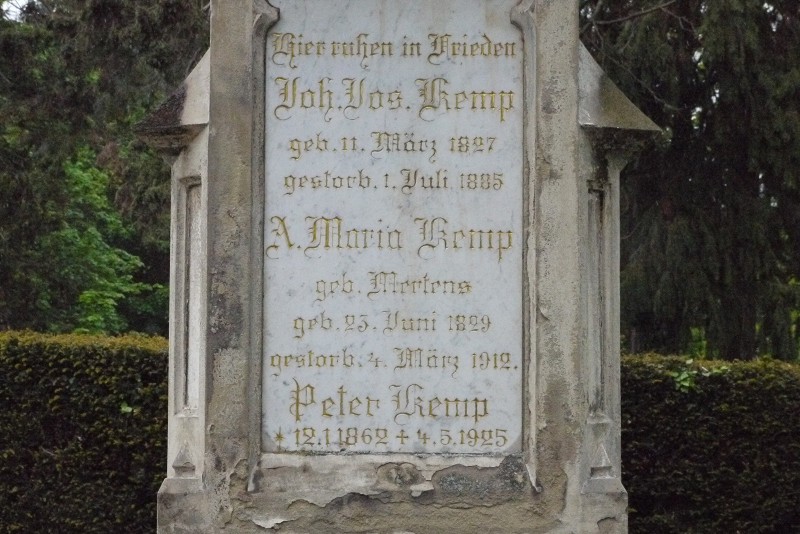 Hier ruhen in Frieden
Joh. Jos. Kemp
geb. 11. März 1827
gestorb. 1. Juli 1885
A. Maria Kemp
geb. Mertens
geb. 23. Juni 1829
gestorb. 4. März 1912.
Peter Kemp
* 12.1.1862 + 4.5.1925